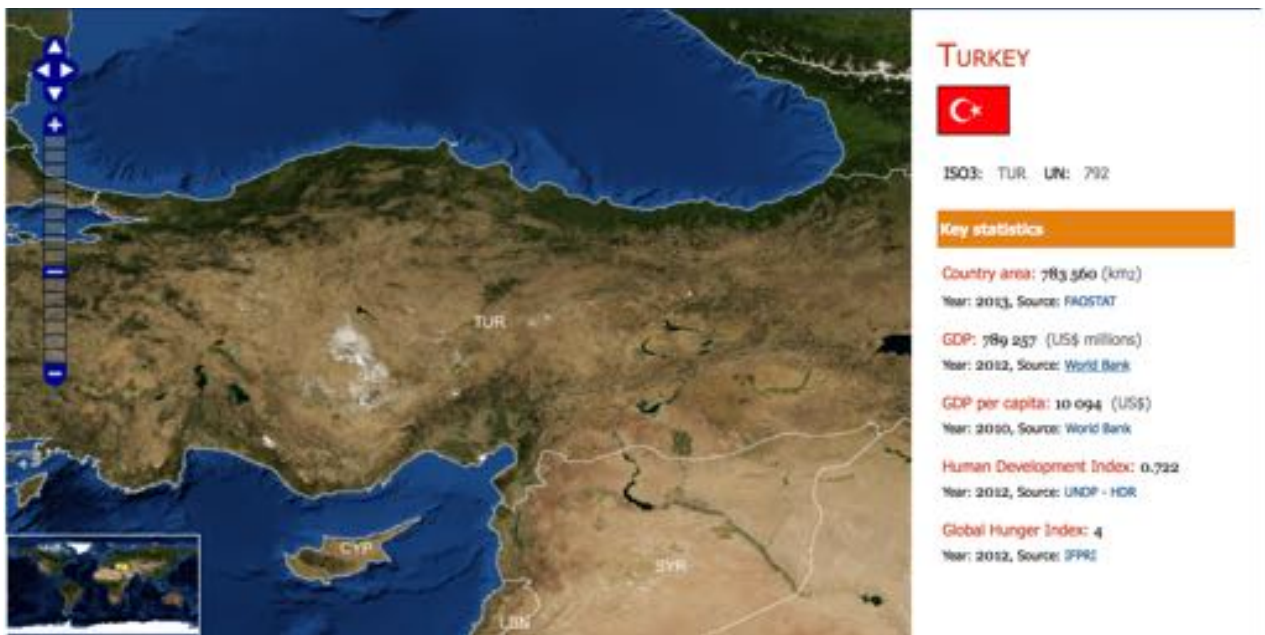 TUR
CYP
SYR
LBN
TURKEY
ISO3: TUR UN: 792
Key statistics
Country area: 783 560 (km2)
Year: 2013, Source: FAOSTAT
GDP: 789 257 (US$ millions)
Year: 2012, Source: World Bank
GDP per capita: 10 094 (US$)
Year: 2010, Source: World Bank
Human Development Index: 0.722
Year: 2012, Source: UNDP - HDR
Global Hunger Index: 4
Year: 2012, Source: IFPRI